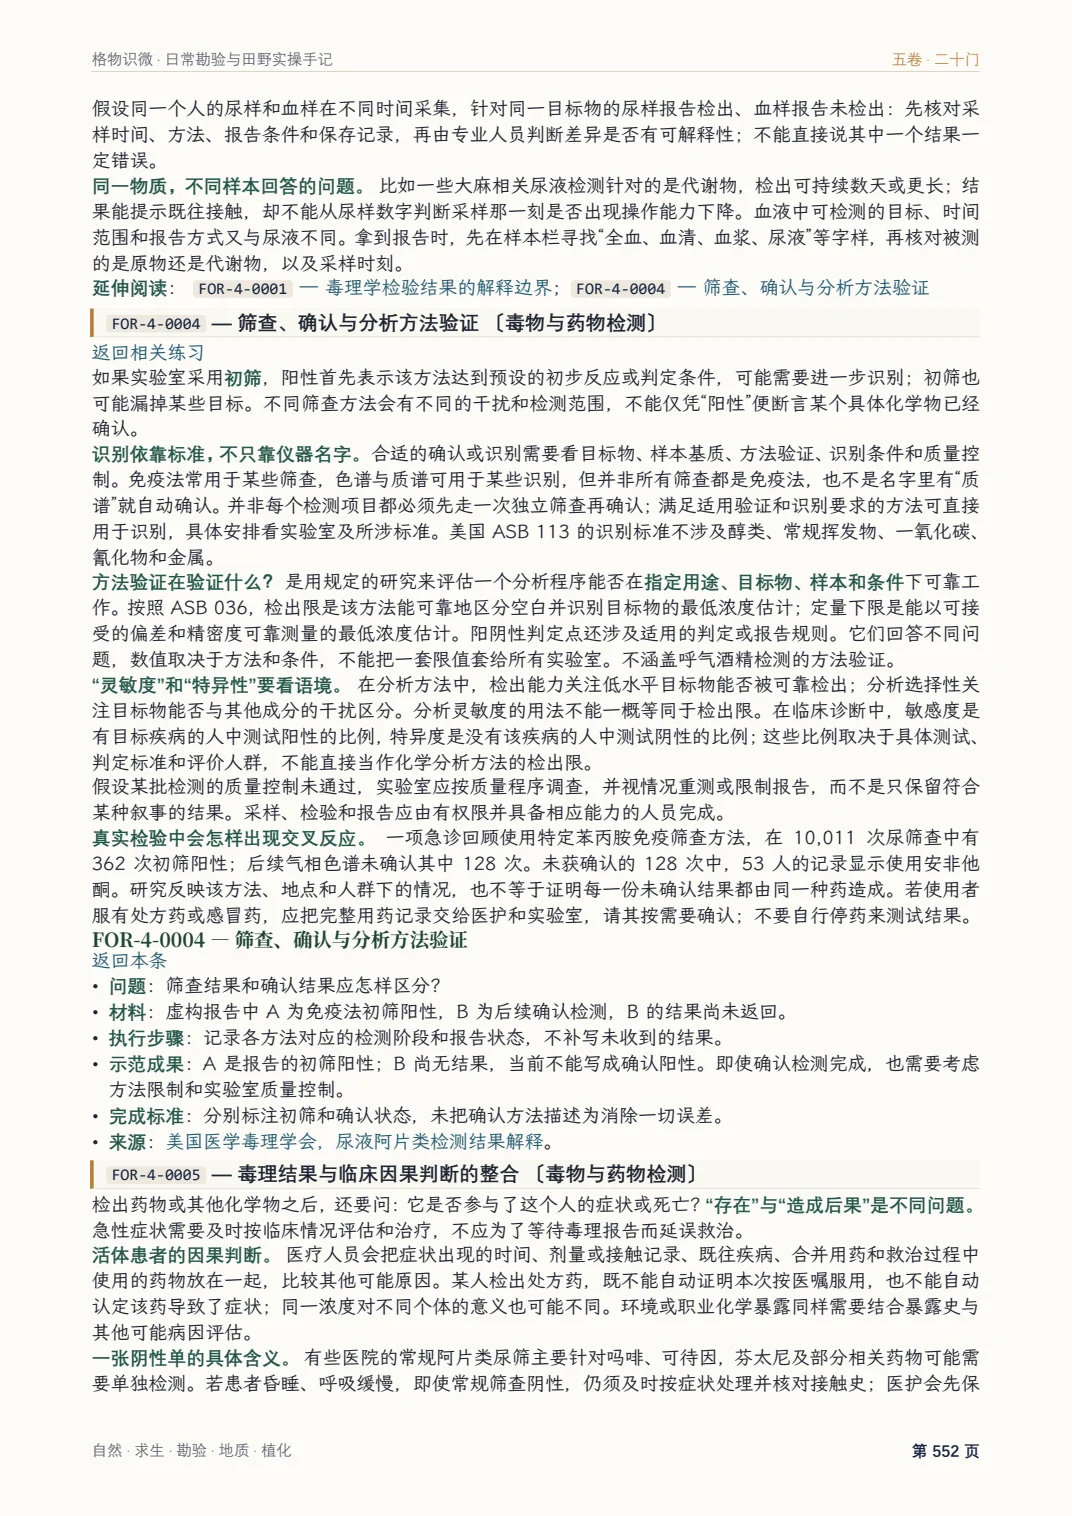 格物识微 · 日常勘验与田野实操手记
五卷 · 二十门
假设同一个人的尿样和血样在不同时间采集，针对同一目标物的尿样报告检出、血样报告未检出：先核对采
样时间、方法、报告条件和保存记录，再由专业人员判断差异是否有可解释性；不能直接说其中一个结果一
定错误。
同一物质，不同样本回答的问题。 比如一些大麻相关尿液检测针对的是代谢物，检出可持续数天或更长；结
果能提示既往接触，却不能从尿样数字判断采样那一刻是否出现操作能力下降。血液中可检测的目标、时间
范围和报告方式又与尿液不同。拿到报告时，先在样本栏寻找“全血、血清、血浆、尿液”等字样，再核对被测
的是原物还是代谢物，以及采样时刻。
延伸阅读： FOR-4-0001 — 毒理学检验结果的解释边界；FOR-4-0004 — 筛查、确认与分析方法验证
FOR-4-0004 — 筛查、确认与分析方法验证 〔毒物与药物检测〕
返回相关练习
如果实验室采用初筛，阳性首先表示该方法达到预设的初步反应或判定条件，可能需要进一步识别；初筛也
可能漏掉某些目标。不同筛查方法会有不同的干扰和检测范围，不能仅凭“阳性”便断言某个具体化学物已经
确认。
识别依靠标准，不只靠仪器名字。合适的确认或识别需要看目标物、样本基质、方法验证、识别条件和质量控
制。免疫法常用于某些筛查，色谱与质谱可用于某些识别，但并非所有筛查都是免疫法，也不是名字里有“质
谱”就自动确认。并非每个检测项目都必须先走一次独立筛查再确认；满足适用验证和识别要求的方法可直接
用于识别，具体安排看实验室及所涉标准。美国 ASB 113 的识别标准不涉及醇类、常规挥发物、一氧化碳、
氰化物和金属。
方法验证在验证什么？ 是用规定的研究来评估一个分析程序能否在指定用途、目标物、样本和条件下可靠工
作。按照 ASB 036，检出限是该方法能可靠地区分空白并识别目标物的最低浓度估计；定量下限是能以可接
受的偏差和精密度可靠测量的最低浓度估计。阳阴性判定点还涉及适用的判定或报告规则。它们回答不同问
题，数值取决于方法和条件，不能把一套限值套给所有实验室。不涵盖呼气酒精检测的方法验证。
“灵敏度”和“特异性”要看语境。 在分析方法中，检出能力关注低水平目标物能否被可靠检出；分析选择性关
注目标物能否与其他成分的干扰区分。分析灵敏度的用法不能一概等同于检出限。在临床诊断中，敏感度是
有目标疾病的人中测试阳性的比例，特异度是没有该疾病的人中测试阴性的比例；这些比例取决于具体测试、
判定标准和评价人群，不能直接当作化学分析方法的检出限。
假设某批检测的质量控制未通过，实验室应按质量程序调查，并视情况重测或限制报告，而不是只保留符合
某种叙事的结果。采样、检验和报告应由有权限并具备相应能力的人员完成。
真实检验中会怎样出现交叉反应。 一项急诊回顾使用特定苯丙胺免疫筛查方法，在 10,011 次尿筛查中有
362 次初筛阳性；后续气相色谱未确认其中 128 次。未获确认的 128 次中，53 人的记录显示使用安非他
酮。研究反映该方法、地点和人群下的情况，也不等于证明每一份未确认结果都由同一种药造成。若使用者
服有处方药或感冒药，应把完整用药记录交给医护和实验室，请其按需要确认；不要自行停药来测试结果。
FOR-4-0004 — 筛查、确认与分析方法验证
返回本条
• 问题：筛查结果和确认结果应怎样区分？
• 材料：虚构报告中 A 为免疫法初筛阳性，B 为后续确认检测，B 的结果尚未返回。
• 执行步骤：记录各方法对应的检测阶段和报告状态，不补写未收到的结果。
• 示范成果：A 是报告的初筛阳性；B 尚无结果，当前不能写成确认阳性。即使确认检测完成，也需要考虑
方法限制和实验室质量控制。
• 完成标准：分别标注初筛和确认状态，未把确认方法描述为消除一切误差。
• 来源：美国医学毒理学会，尿液阿片类检测结果解释。
FOR-4-0005 — 毒理结果与临床因果判断的整合 〔毒物与药物检测〕
检出药物或其他化学物之后，还要问：它是否参与了这个人的症状或死亡？“存在”与“造成后果”是不同问题。
急性症状需要及时按临床情况评估和治疗，不应为了等待毒理报告而延误救治。
活体患者的因果判断。 医疗人员会把症状出现的时间、剂量或接触记录、既往疾病、合并用药和救治过程中
使用的药物放在一起，比较其他可能原因。某人检出处方药，既不能自动证明本次按医嘱服用，也不能自动
认定该药导致了症状；同一浓度对不同个体的意义也可能不同。环境或职业化学暴露同样需要结合暴露史与
其他可能病因评估。
一张阴性单的具体含义。 有些医院的常规阿片类尿筛主要针对吗啡、可待因，芬太尼及部分相关药物可能需
要单独检测。若患者昏睡、呼吸缓慢，即使常规筛查阴性，仍须及时按症状处理并核对接触史；医护会先保
自然 · 求生 · 勘验 · 地质 · 植化
第 552 页